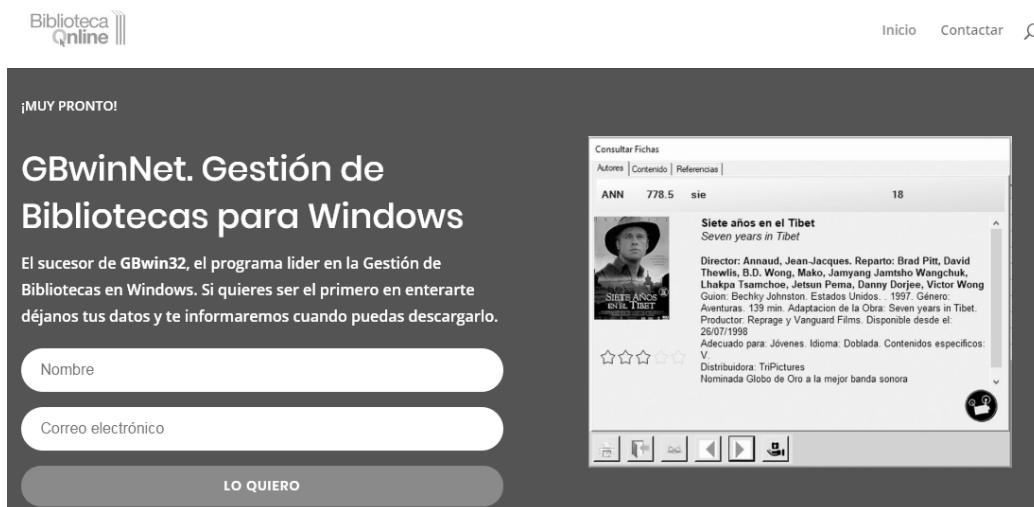 Biblioteca
Online
Inicio Contactar
¡MUY PRONTO!
GBwinNet. Gestión de
Bibliotecas para Windows
El sucesor de GBwin32, el programa lider en la Gestión de
Bibliotecas en Windows. Si quieres ser el primero en enterarte
déjanos tus datos y te informaremos cuando puedas descargarlo.
Nombre
Correo electrónico
LO QUIERO
Consultar Fichas
Autores Contenido Referencias
ANN 778.5 sie 18
SIETE AÑOS
EN EL TIBET
Siete años en el Tibet
Seven years in Tibet
Director: Annaud, Jean-Jacques. Reparto: Brad Pitt, David
Thewlis, B.D. Wong, Mako, Jamyang Jamtsho Wangchuk,
Lhakpa Tsamchoe, Jetsun Pema, Danny Dorjee, Victor Wong
Guion: Bechky Johnston. Estados Unidos. . 1997. Género:
Aventuras. 139 min. Adaptacion de la Obra: Seven years in Tibet.
Productor: Reprage y Vanguard Films. Disponible desde el:
26/07/1998
Adecuado para: Jóvenes. Idioma: Doblada. Contenidos especificos:
V.
Distribuidora: TriPictures
Nominada Globo de Oro a la mejor banda sonora